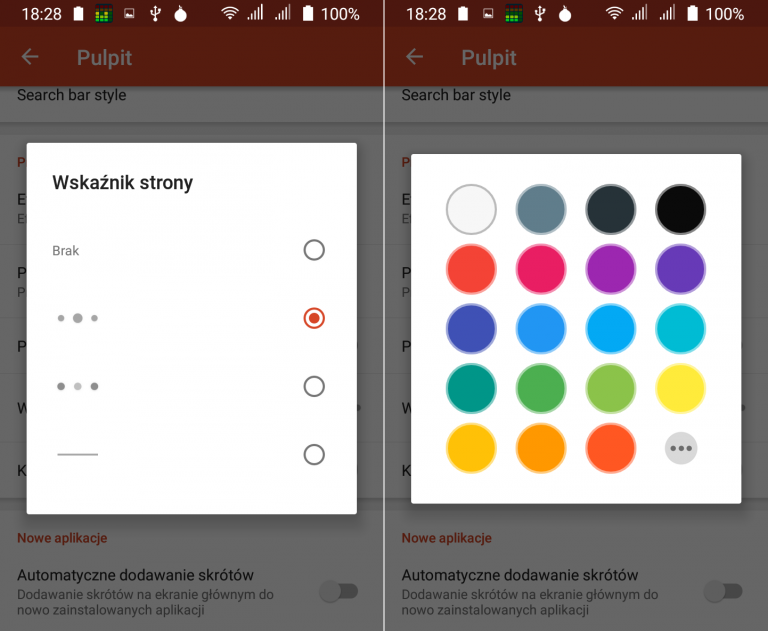 18:28
100%
Pulpit
Search bar style
P
Wskaźnik strony
E
Brak
P
P
P
W
K
Nowe aplikacje
Automatyczne dodawanie skrótów
Dodawanie skrótów na ekranie głównym do
nowo zainstalowanych aplikacji
18:28
100%
Pulpit
Search bar style
P
E
P
P
P
W
K
Nowe aplikacje
Automatyczne dodawanie skrótów
Dodawanie skrótów na ekranie głównym do
nowo zainstalowanych aplikacji